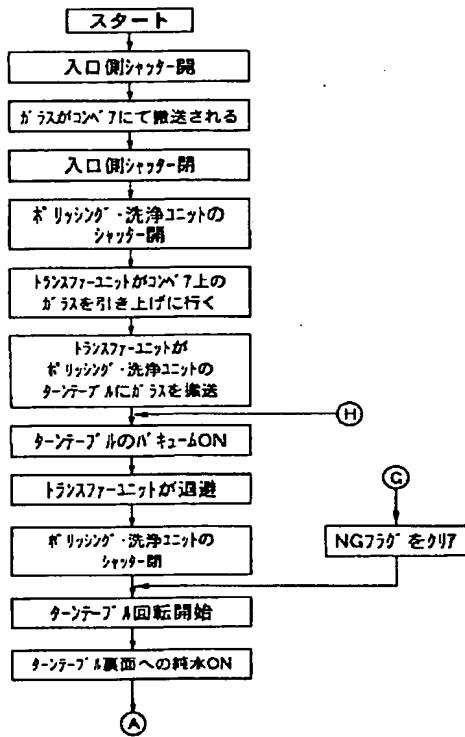 スタート
入口側シャッター開
ガラスがコンベアにて搬送される
入口側シャッター閉
ポリッシング・洗浄ユニットの
シャッター開
トランスファーユニットがコンベア上の
ガラスを引き上げに行く
トランスファーユニットが
ポリッシング・洗浄ユニットの
ターンテーブルにガラスを搬送
H
ターンテーブルのバキュームON
トランスファーユニットが退避
G
ポリッシング・洗浄ユニットの
シャッター閉
NGフラグをクリア
ターンテーブル回転開始
ターンテーブル裏面への純水ON
A